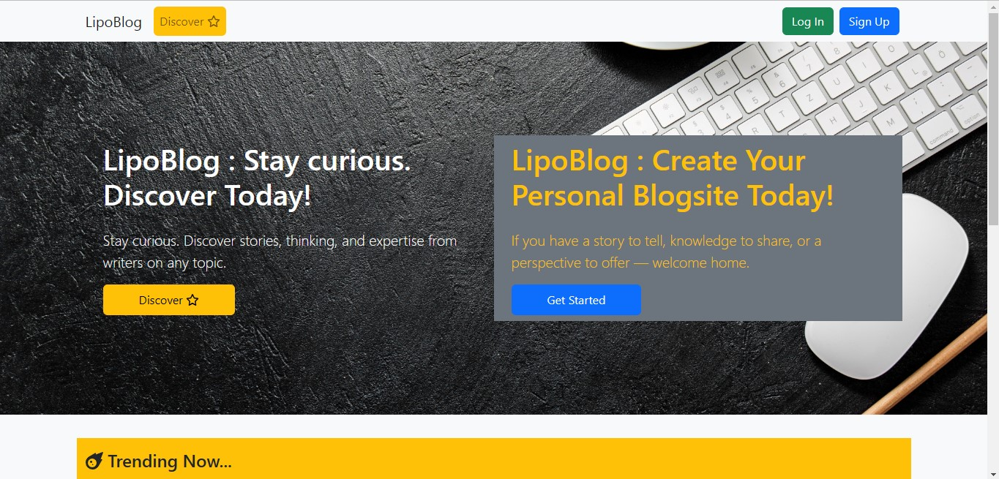 LipoBlog
Discover
Log In
Sign Up
LipoBlog : Stay curious.
Discover Today!
Stay curious. Discover stories, thinking, and expertise from
writers on any topic.
Discover
LipoBlog : Create Your
Personal Blogsite Today!
If you have a story to tell, knowledge to share, or a
perspective to offer — welcome home.
Get Started
Trending Now...
command
option